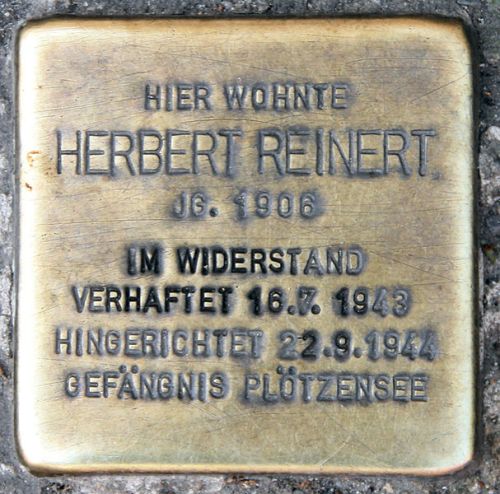 HIER WOHNTE
HERBERT REINERT
JG. 1906
IM WIDERSTAND
VERHAFTET 16.7. 1943
HINGERICHTET 22.9.1944
GEFÄNGNIS PLÖTZENSEE